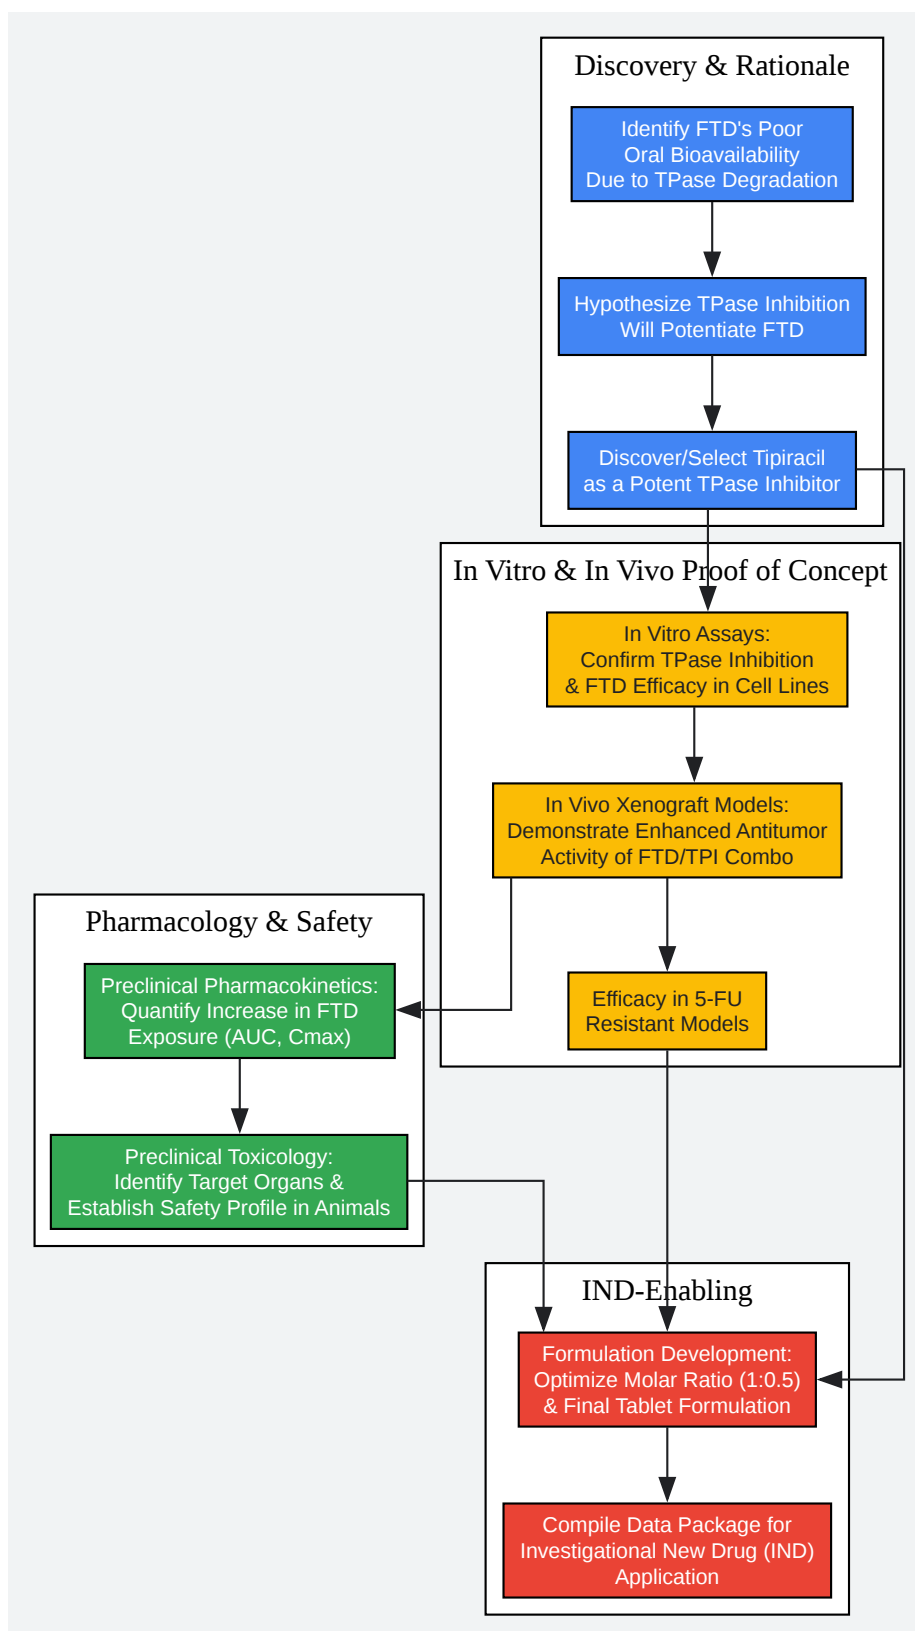 Discovery & Rationale
Identify FTD's Poor
Oral Bioavailability
Due to TPase Degradation
Hypothesize TPase Inhibition
Will Potentiate FTD
Discover/Select Tipiracil
as a Potent TPase Inhibitor
In Vitro & In Vivo Proof of Concept
In Vitro Assays:
Confirm TPase Inhibition
& FTD Efficacy in Cell Lines
In Vivo Xenograft Models:
Demonstrate Enhanced Antitumor
Activity of FTD/TPI Combo
Efficacy in 5-FU
Resistant Models
Pharmacology & Safety
Preclinical Pharmacokinetics:
Quantify Increase in FTD
Exposure (AUC, Cmax)
Preclinical Toxicology:
Identify Target Organs &
Establish Safety Profile in Animals
IND-Enabling
Formulation Development:
Optimize Molar Ratio (1:0.5)
& Final Tablet Formulation
Compile Data Package for
Investigational New Drug (IND)
Application